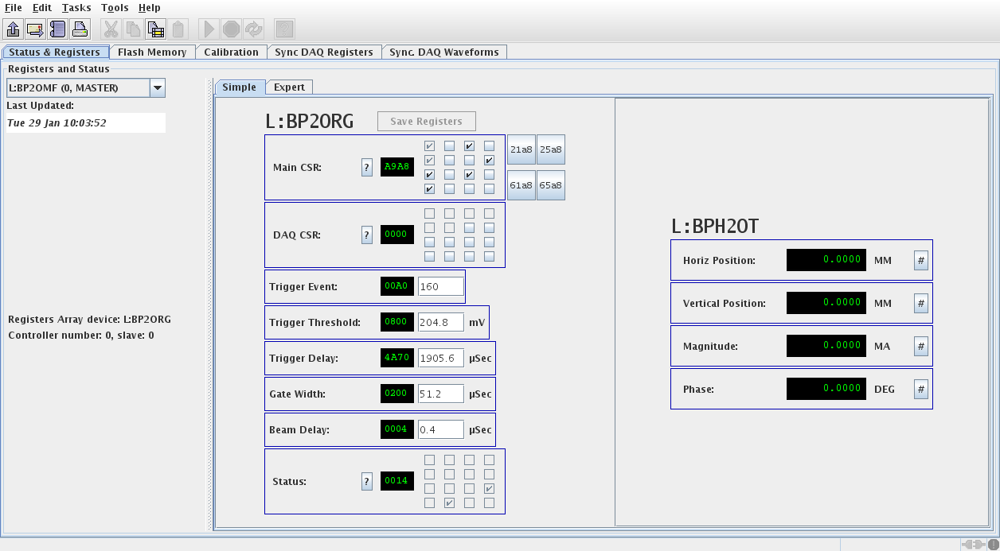 File Edit Tasks Tools Help
Status & Registers Flash Memory Calibration Sync DAQ Registers Sync. DAQ Waveforms
Registers and Status
L:BP2OMF (0, MASTER)
Last Updated:
Tue 29 Jan 10:03:52
Registers Array device: L:BP2ORG
Controller number: 0, slave: 0
Simple Expert
L:BP2ORG Save Registers
Main CSR: ? A9A8
21a8 25a8
61a8 65a8
DAQ CSR: ? 0000
Trigger Event: 00A0 160
Trigger Threshold: 0800 204.8 mV
Trigger Delay: 4A70 1905.6 µSec
Gate Width: 0200 51.2 µSec
Beam Delay: 0004 0.4 µSec
Status: ? 0014
L:BPH2OT
Horiz Position: 0.0000 MM #
Vertical Position: 0.0000 MM #
Magnitude: 0.0000 MA #
Phase: 0.0000 DEG #